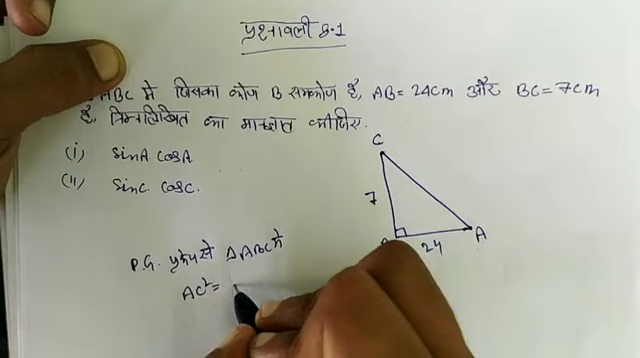 प्रश्नावली 8.1
ABC में जिसका कोण B समकोण है, AB = 24cm और BC = 7cm
है, निम्नलिखित का मान ज्ञात कीजिए.
(i) sinA cosA
(ii) sinC. cosC.
C
7
A
24
P.G. प्रमेय से △ABC में
AC² =